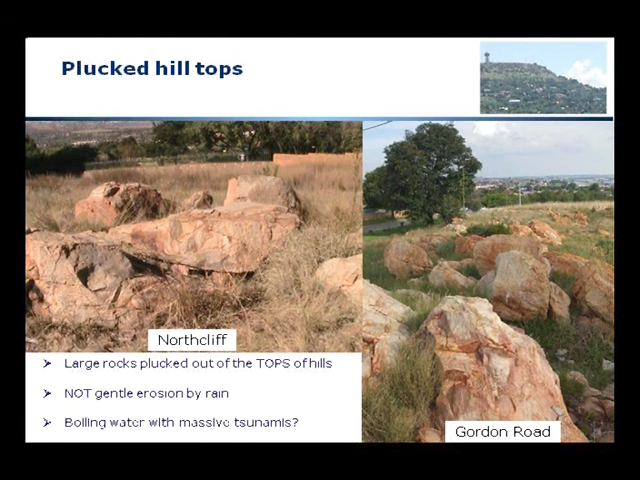 Plucked hill tops
Northcliff
Large rocks plucked out of the TOPS of hills
NOT gentle erosion by rain
Boiling water with massive tsunamis?
Gordon Road